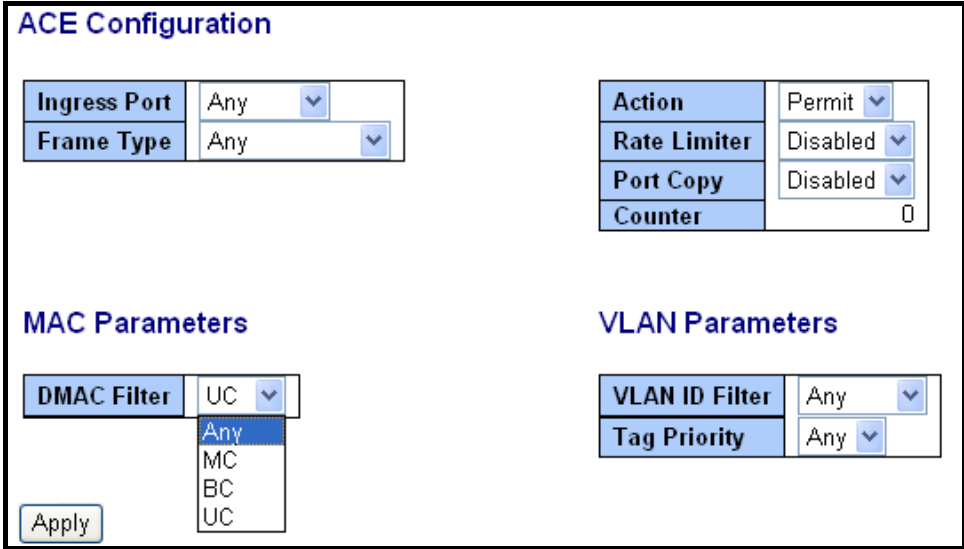 ACE Configuration
Ingress Port Any
Frame Type Any
Action Permit
Rate Limiter Disabled
Port Copy Disabled
Counter 0
MAC Parameters
DMAC Filter UC
Any
MC
BC
UC
VLAN Parameters
VLAN ID Filter Any
Tag Priority Any
Apply